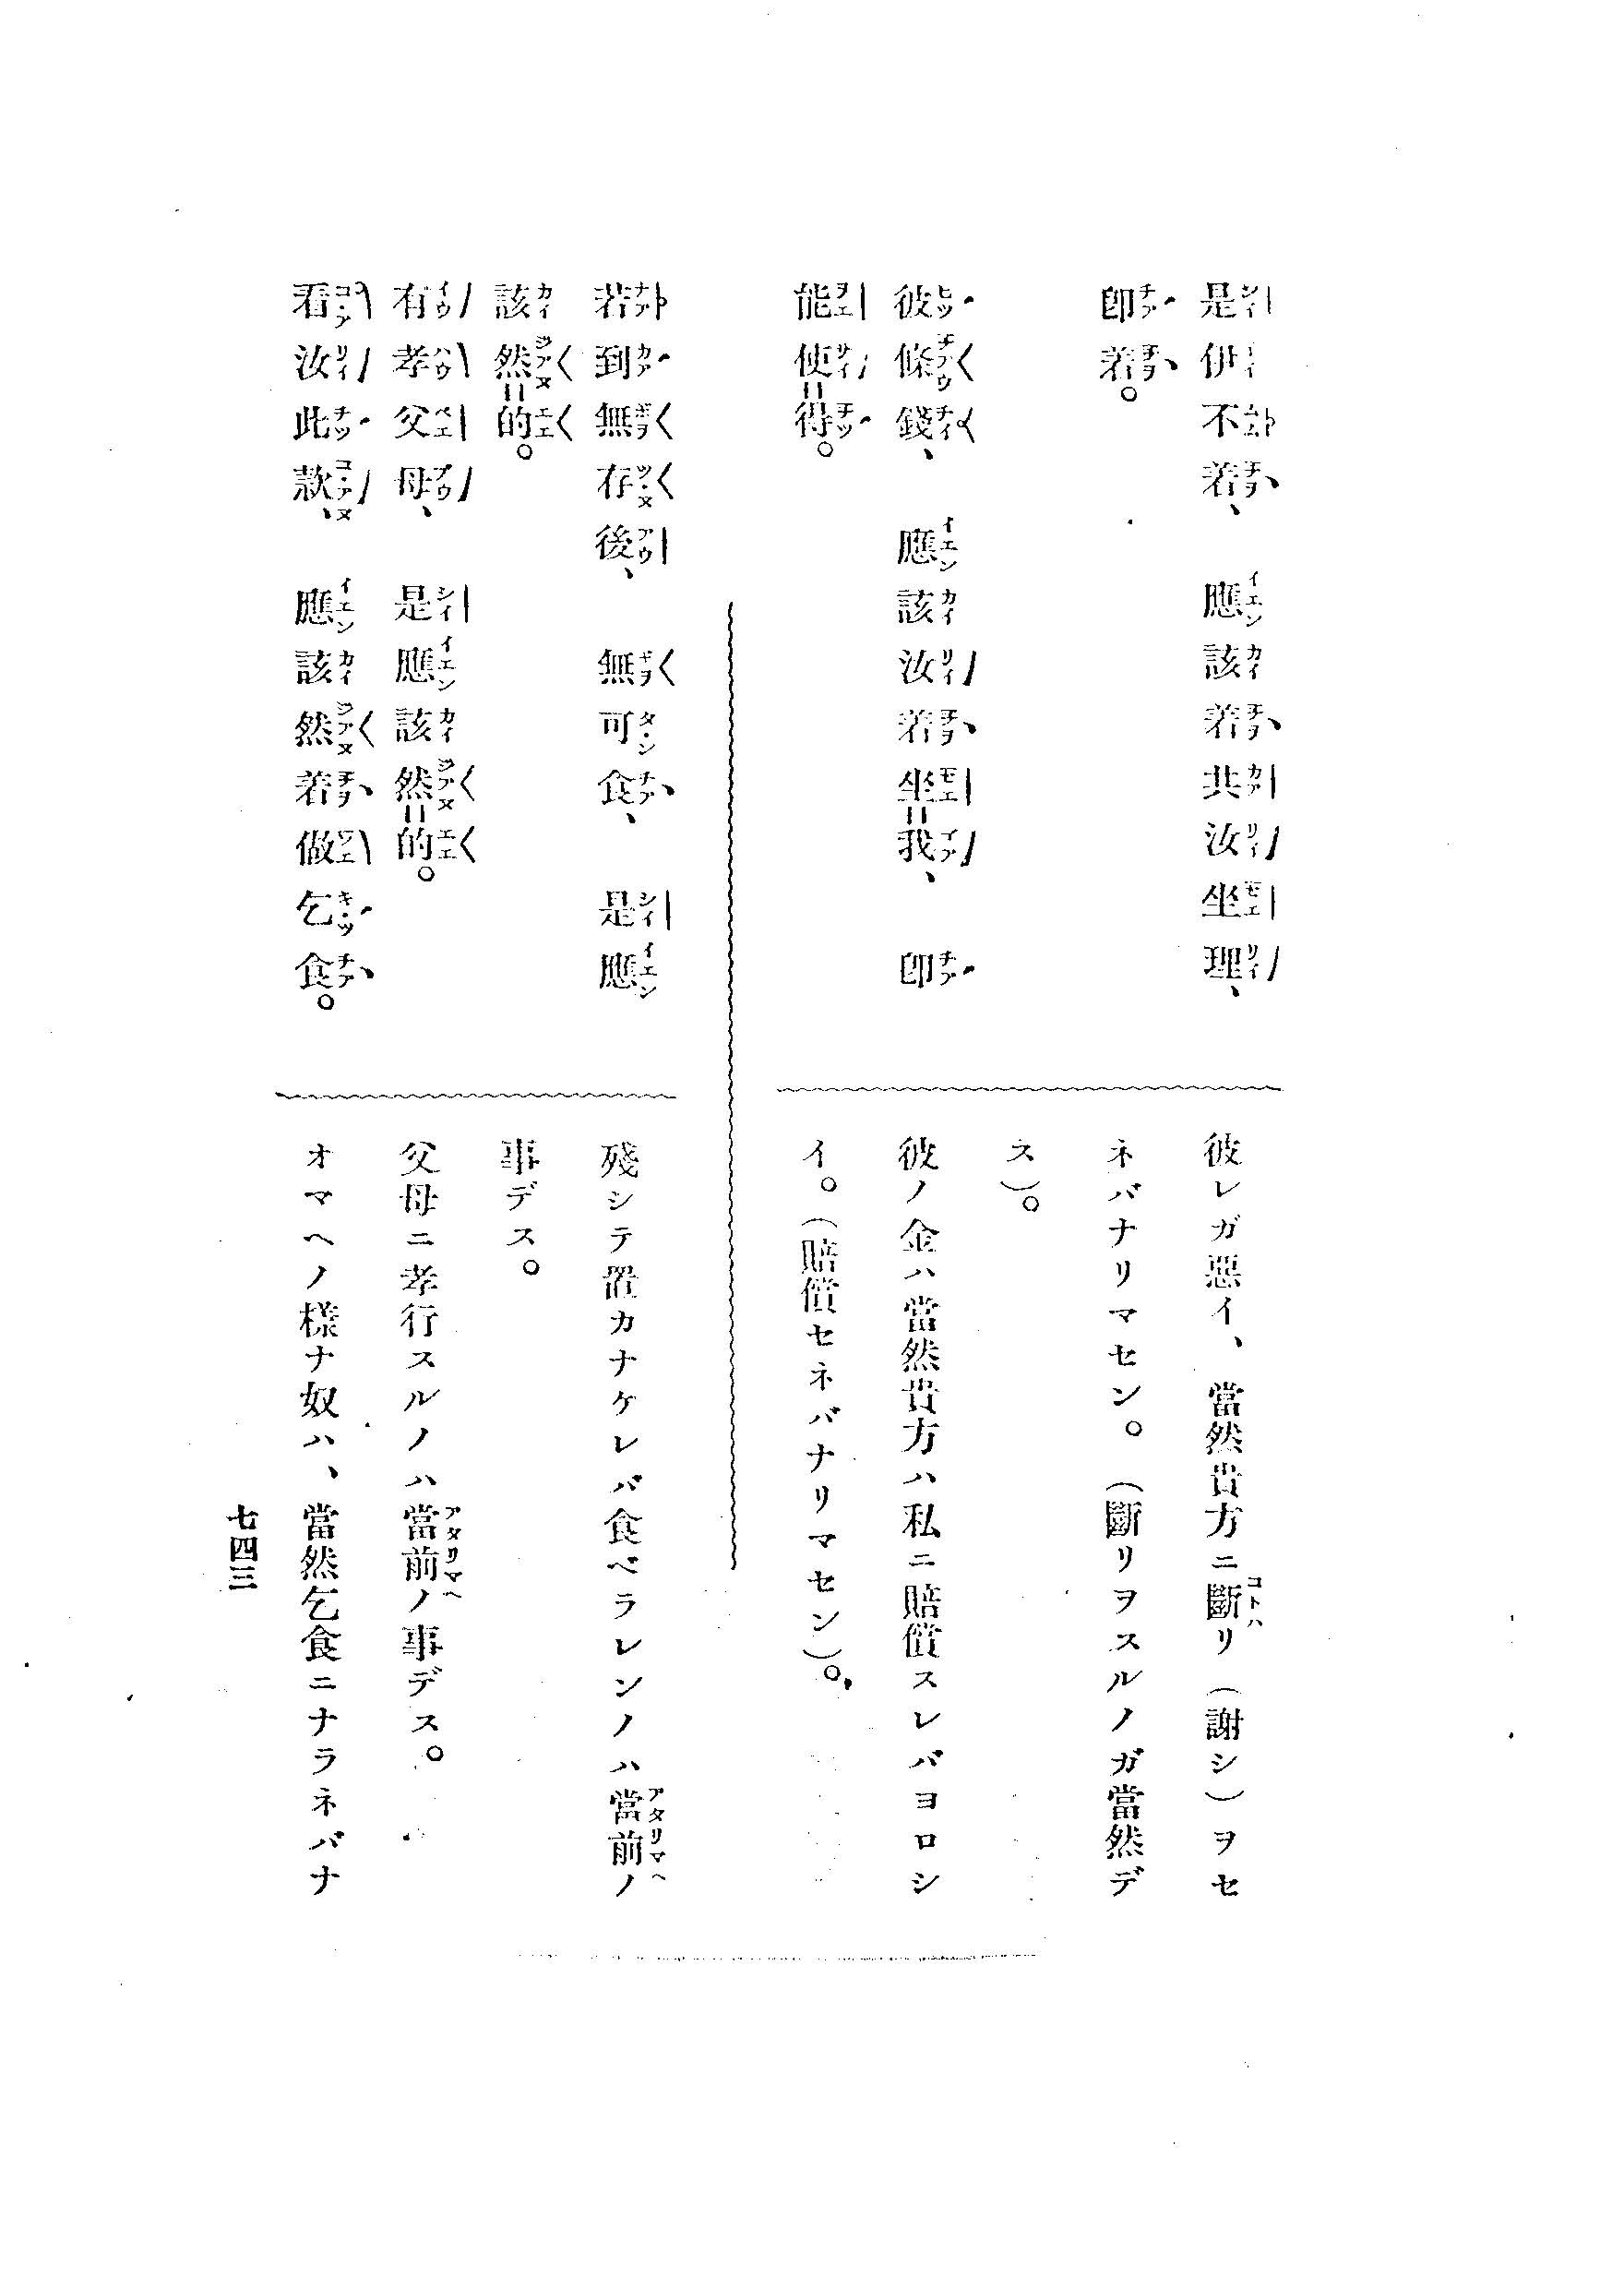 是伊不着、 應該着共汝坐理、
卽着。
彼條錢、 應該汝着坐=我、 卽
能使=得。
彼レガ惡イ、當然貴方ニ斷リ（謝シ）ヲセ
ネバナリマセン。（斷リヲスルノガ當然デ
ス）。
彼ノ金ハ當然貴方ハ私ニ賠償スレバヨロシ
イ。（賠償セネバナリマセン）。
若到無存後、 無可食、 是應
該然=的。
有孝父母、 是應該然=的。
看汝此款、 應該然着做乞食。
殘シテ置カナケレバ食ベラレンノハ當前ノ
事デス。
父母ニ孝行スルノハ當前ノ事デス。
オマヘノ樣ナ奴ハ、當然乞食ニナラネバナ
七四三